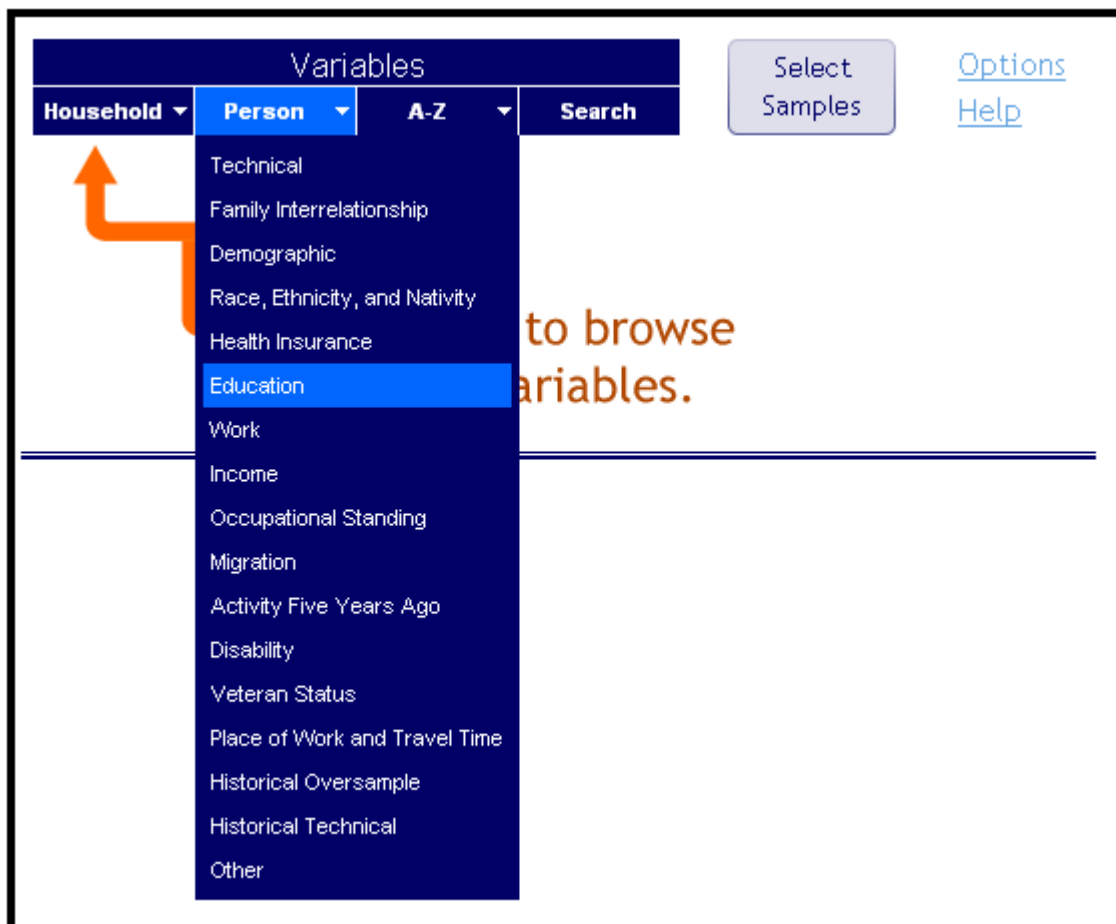 Variables
Household Person A-Z Search
Select
Samples
Options
Help
Technical
Family Interrelationship
Demographic
Race, Ethnicity, and Nativity
Health Insurance
Education
Work
Income
Occupational Standing
Migration
Activity Five Years Ago
Disability
Veteran Status
Place of Work and Travel Time
Historical Oversample
Historical Technical
Other
to browse
ariables.